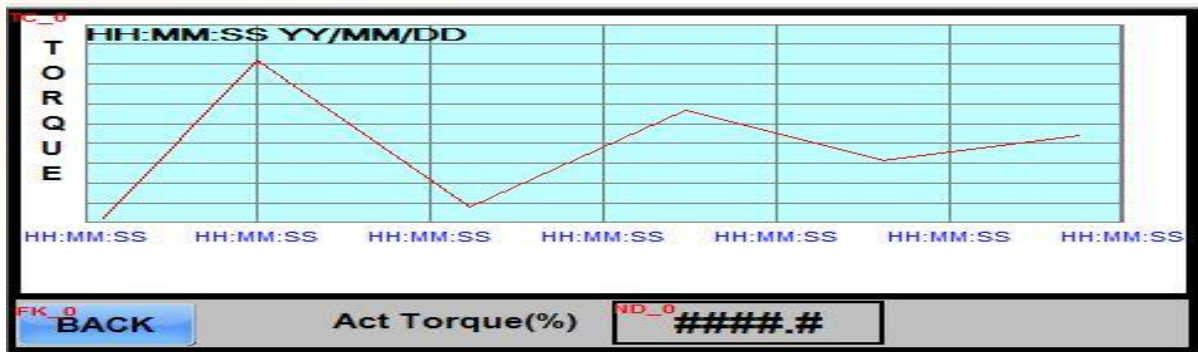 TC_0
HH:MM:SS YY/MM/DD
TORQUE
HH:MM:SS HH:MM:SS HH:MM:SS HH:MM:SS HH:MM:SS HH:MM:SS HH:MM:SS
FK_0
BACK
Act Torque(%)
ND_0
####.#